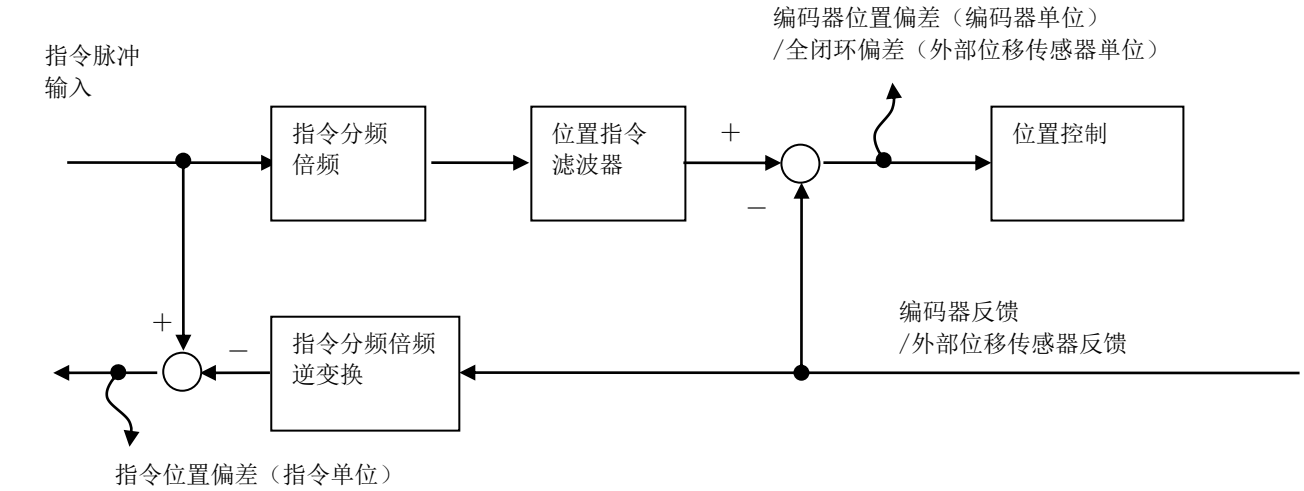 编码器位置偏差（编码器单位）
/全闭环偏差（外部位移传感器单位）
指令脉冲
输入
指令分频
倍频
位置指令
滤波器
＋
位置控制
－
编码器反馈
/外部位移传感器反馈
＋
－
指令分频倍频
逆变换
指令位置偏差（指令单位）